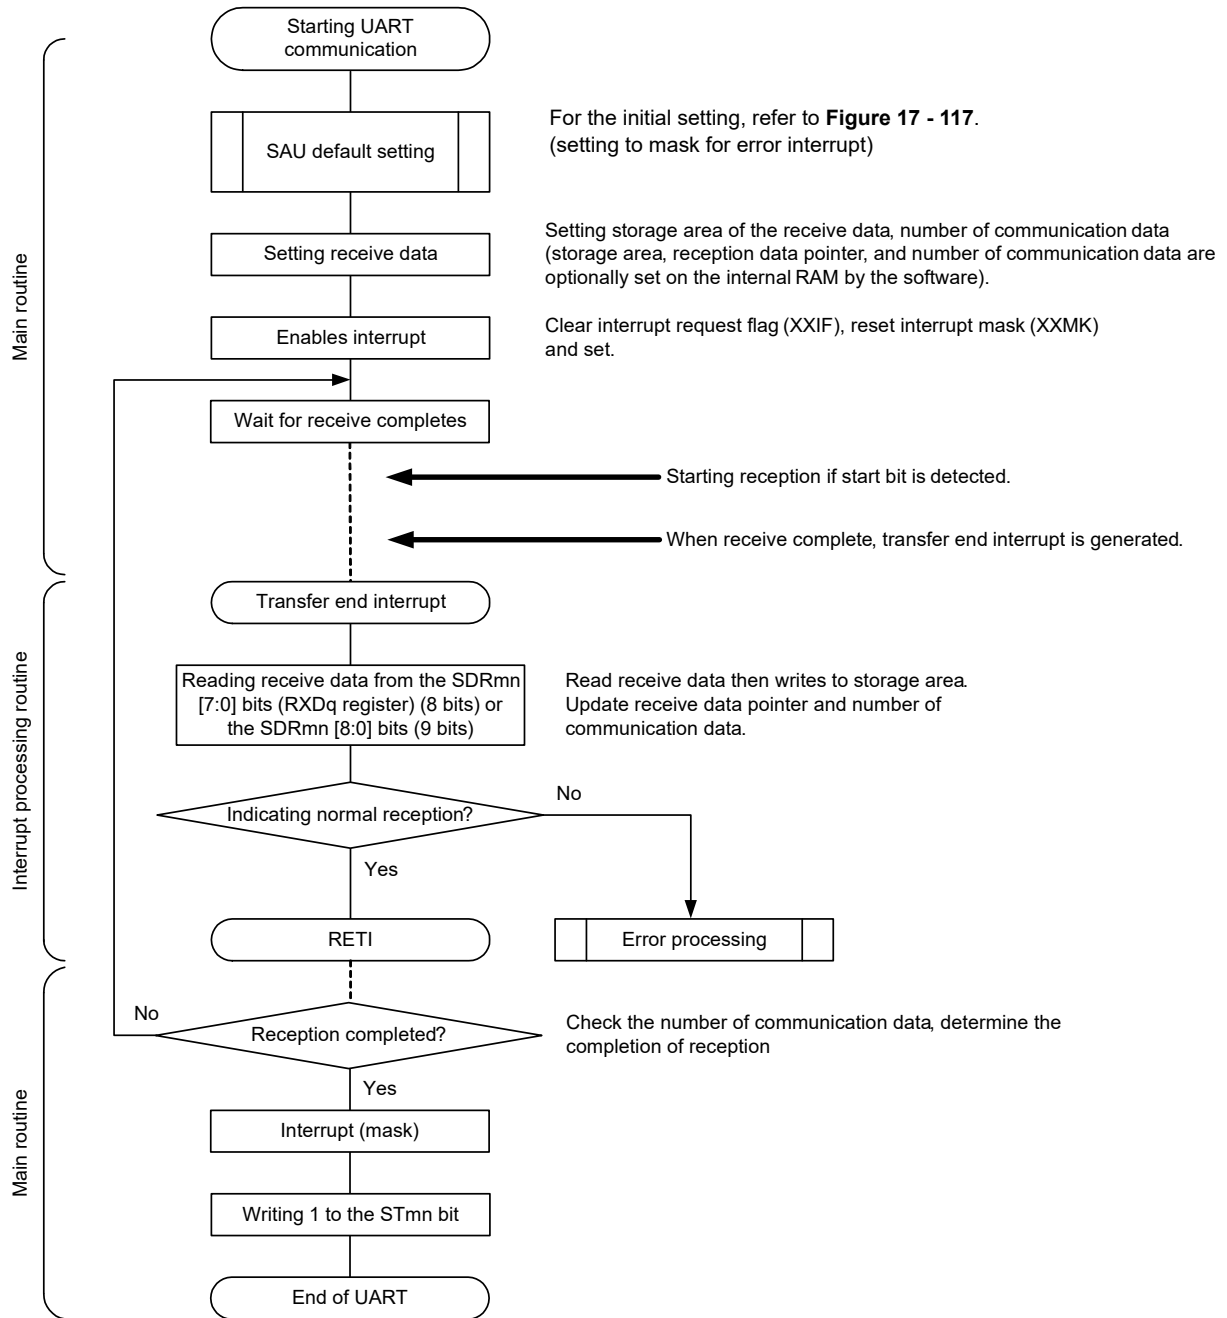 Starting UART
communication
SAU default setting
For the initial setting, refer to Figure 17 - 117.
(setting to mask for error interrupt)
Main routine
Setting receive data
Setting storage area of the receive data, number of communication data
(storage area, reception data pointer, and number of communication data are
optionally set on the internal RAM by the software).
Enables interrupt
Clear interrupt request flag (XXIF), reset interrupt mask (XXMK)
and set.
Wait for receive completes
Starting reception if start bit is detected.
When receive complete, transfer end interrupt is generated.
Interrupt processing routine
Transfer end interrupt
Reading receive data from the SDRmn
[7:0] bits (RXDq register) (8 bits) or
the SDRmn [8:0] bits (9 bits)
Read receive data then writes to storage area.
Update receive data pointer and number of
communication data.
Indicating normal reception?
No
Yes
RETI
Error processing
Main routine
No
Reception completed?
Check the number of communication data, determine the
completion of reception
Yes
Interrupt (mask)
Writing 1 to the STmn bit
End of UART